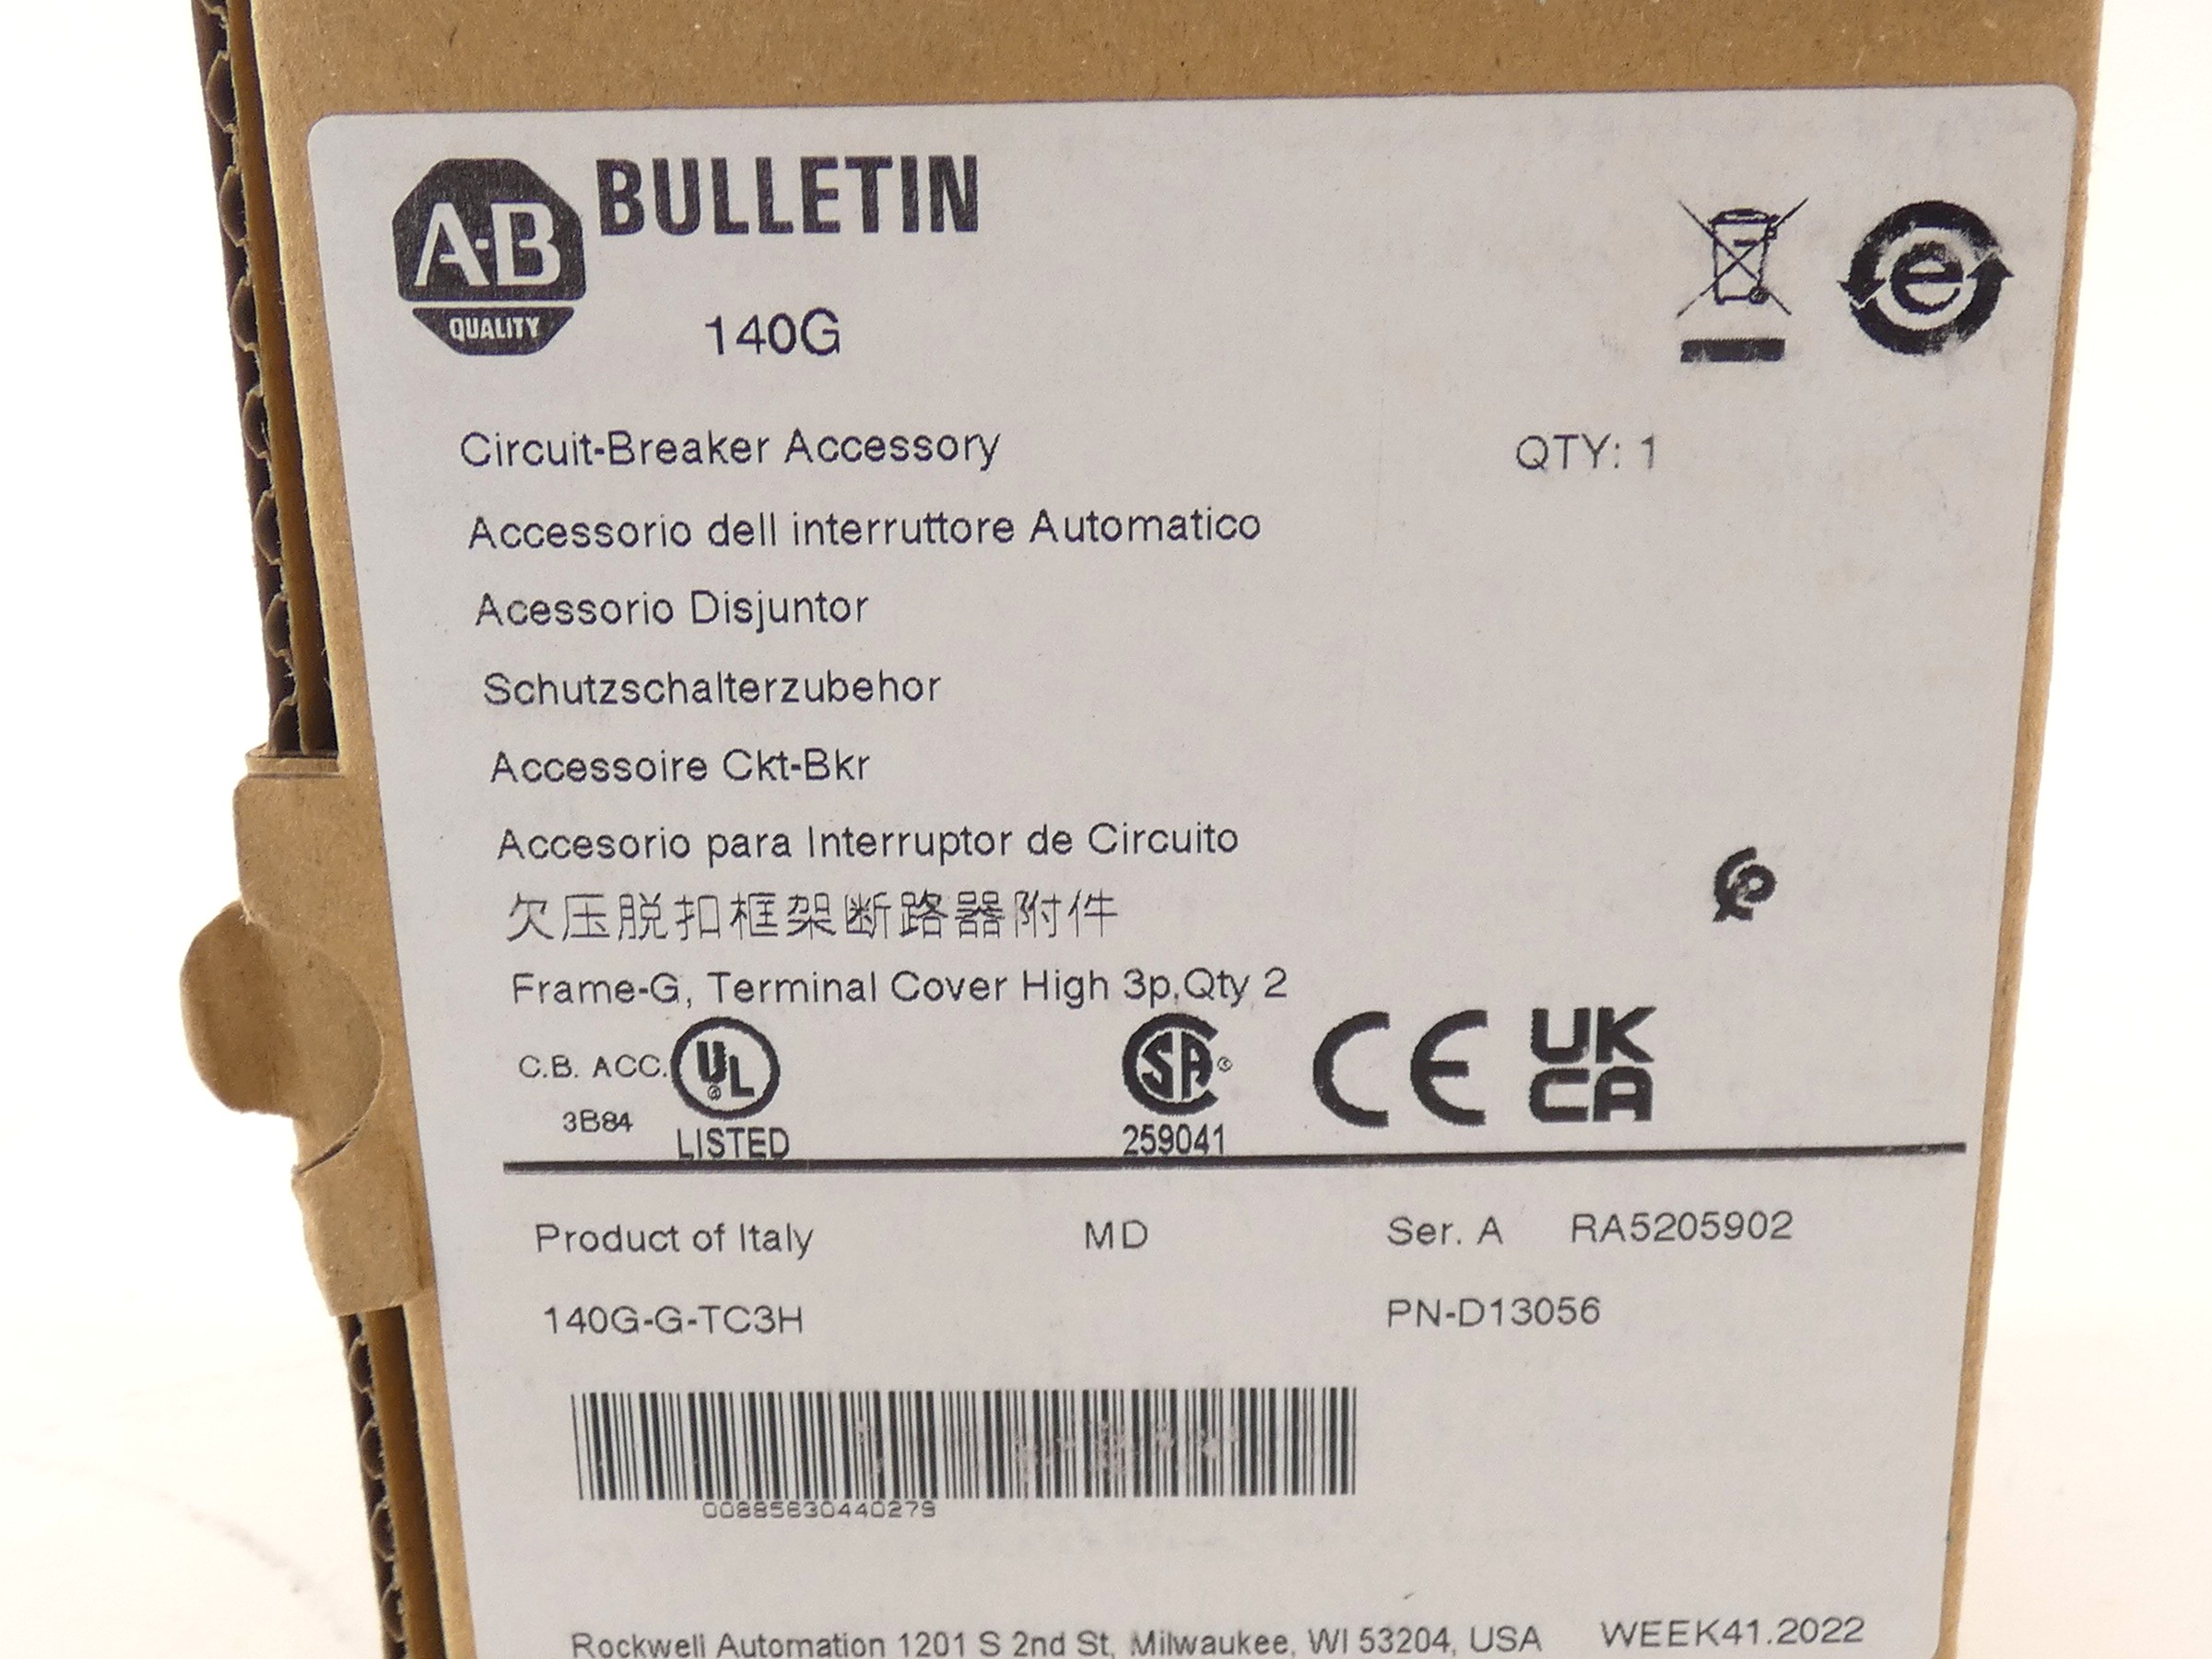 A-B QUALITY
BULLETIN
140G
e
Circuit-Breaker Accessory QTY: 1
Accessorio dell interruttore Automatico
Acessorio Disjuntor
Schutzschalterzubehor
Accessoire Ckt-Bkr
Accesorio para Interruptor de Circuito
欠压脱扣框架断路器附件
Frame-G, Terminal Cover High 3p,Qty 2
C.B. ACC. UL SA CE UK CA
3B84 LISTED 259041
Product of Italy MD Ser. A RA5205902
140G-G-TC3H PN-D13056
00885630440279
Rockwell Automation 1201 S 2nd St, Milwaukee, WI 53204, USA WEEK41.2022